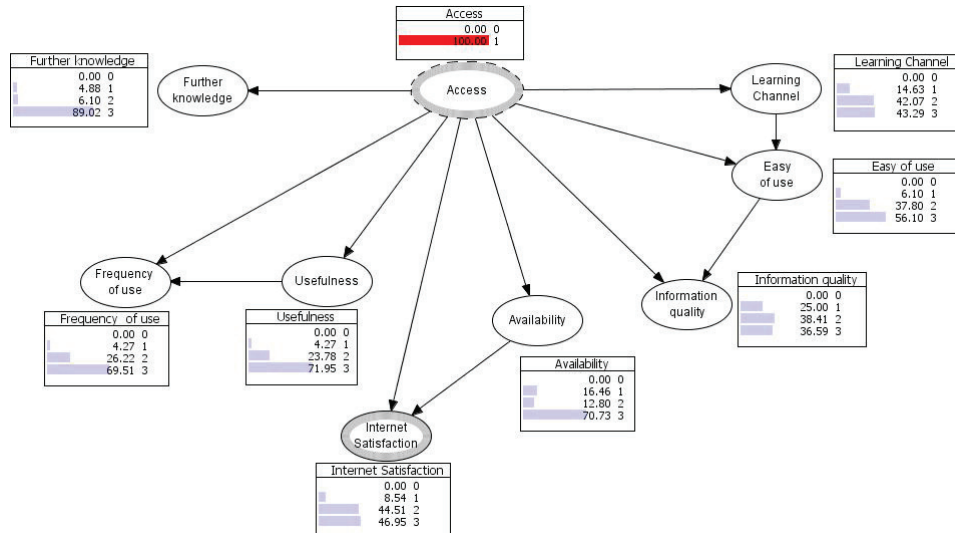 Access
0.00 0
100.00 1
Further knowledge
0.00 0
4.88 1
6.10 2
89.02 3
Further
knowledge
Access
Learning
Channel
Learning Channel
0.00 0
14.63 1
42.07 2
43.29 3
Easy
of use
Easy of use
0.00 0
6.10 1
37.80 2
56.10 3
Frequency
of use
Usefulness
Availability
Information
quality
Information quality
0.00 0
25.00 1
38.41 2
36.59 3
Frequency of use
0.00 0
4.27 1
26.22 2
69.51 3
Usefulness
0.00 0
4.27 1
23.78 2
71.95 3
Availability
0.00 0
16.46 1
12.80 2
70.73 3
Internet
Satisfaction
Internet Satisfaction
0.00 0
8.54 1
44.51 2
46.95 3